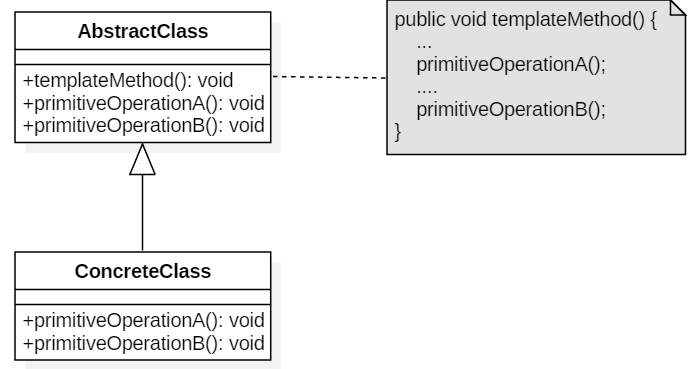 AbstractClass
+templateMethod(): void
+primitiveOperationA(): void
+primitiveOperationB(): void
public void templateMethod() {
...
primitiveOperationA();
....
primitiveOperationB();
}
ConcreteClass
+primitiveOperationA(): void
+primitiveOperationB(): void